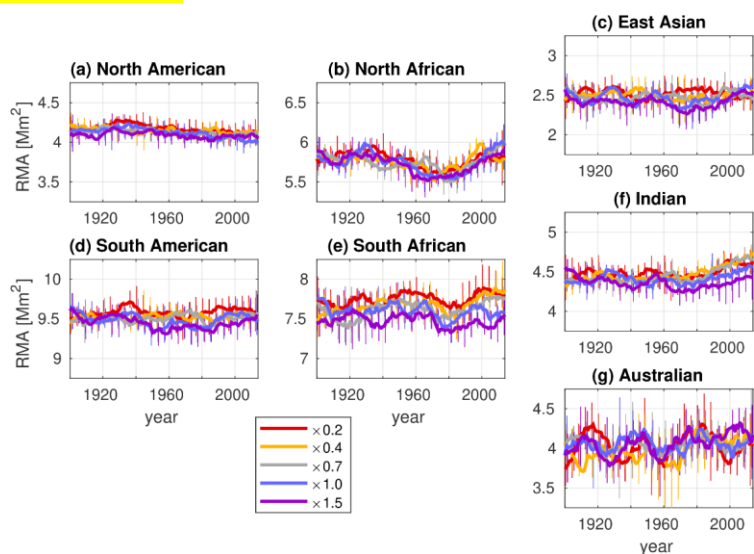 (c) East Asian
3
2.5
2
1920 1960 2000
(a) North American
RMA [Mm²]
4.5
4
3.5
1920 1960 2000
(b) North African
6.5
6
5.5
1920 1960 2000
(f) Indian
5
4.5
4
1920 1960 2000
(d) South American
RMA [Mm²]
10
9.5
9
1920 1960 2000
year
(e) South African
8
7.5
7
1920 1960 2000
year
(g) Australian
4.5
4
3.5
1920 1960 2000
year
×0.2
×0.4
×0.7
×1.0
×1.5